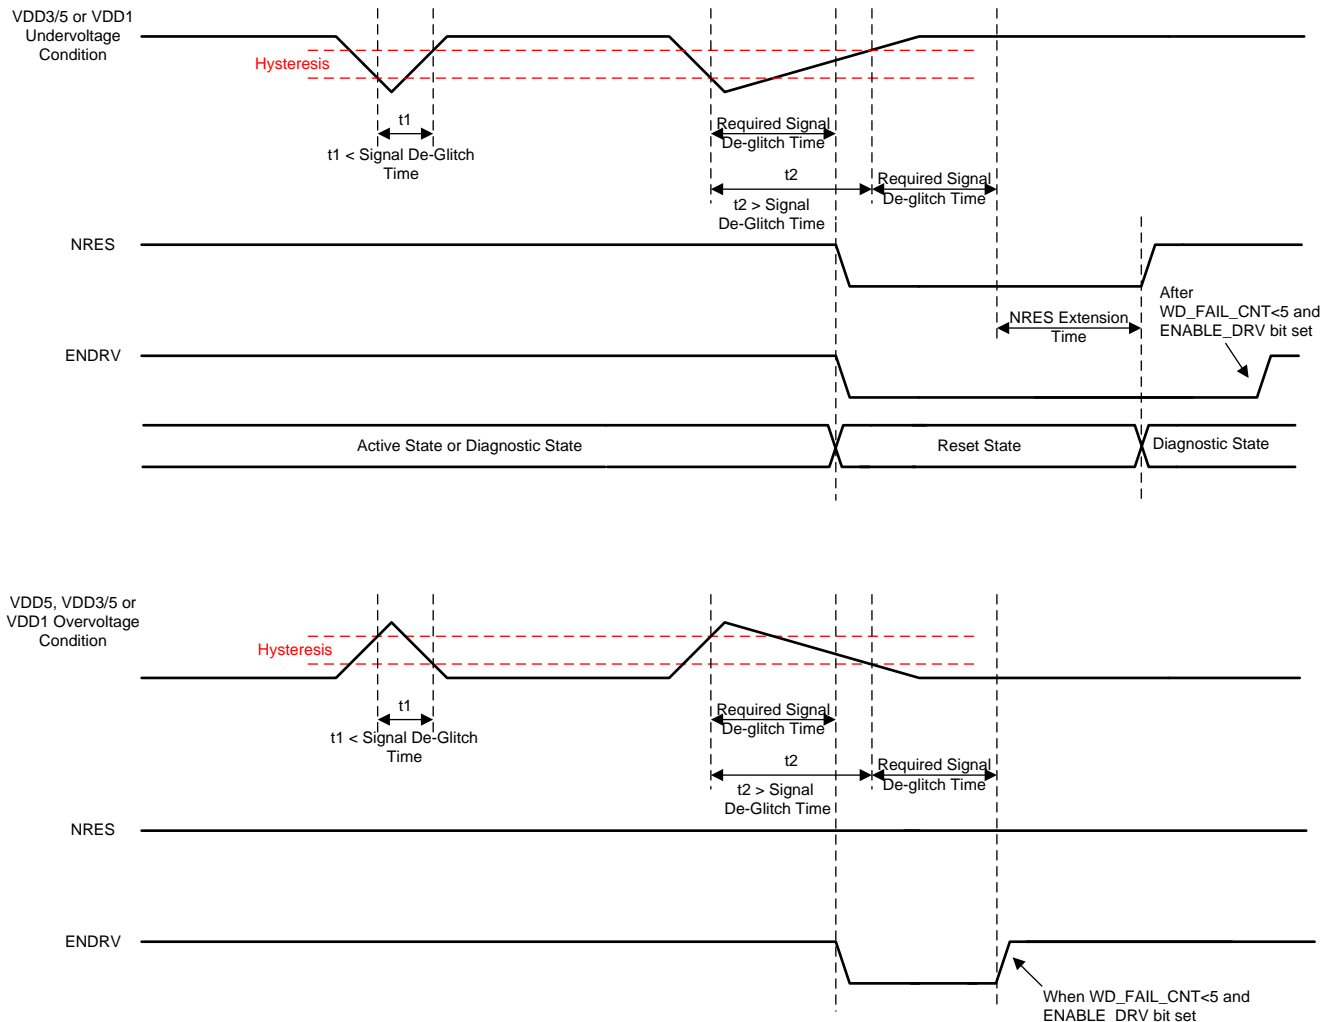 VDD3/5 or VDD1
Undervoltage
Condition
Hysteresis
t1
t1 < Signal De-Glitch
Time
Required Signal
De-glitch Time
t2
t2 > Signal
De-Glitch Time
Required Signal
De-glitch Time
NRES
NRES Extension
Time
After
WD_FAIL_CNT<5 and
ENABLE_DRV bit set
ENDRV
Active State or Diagnostic State
Reset State
Diagnostic State
VDD5, VDD3/5 or
VDD1 Overvoltage
Condition
Hysteresis
t1
t1 < Signal De-Glitch
Time
Required Signal
De-glitch Time
t2
t2 > Signal
De-Glitch Time
Required Signal
De-glitch Time
NRES
ENDRV
When WD_FAIL_CNT<5 and
ENABLE_DRV bit set